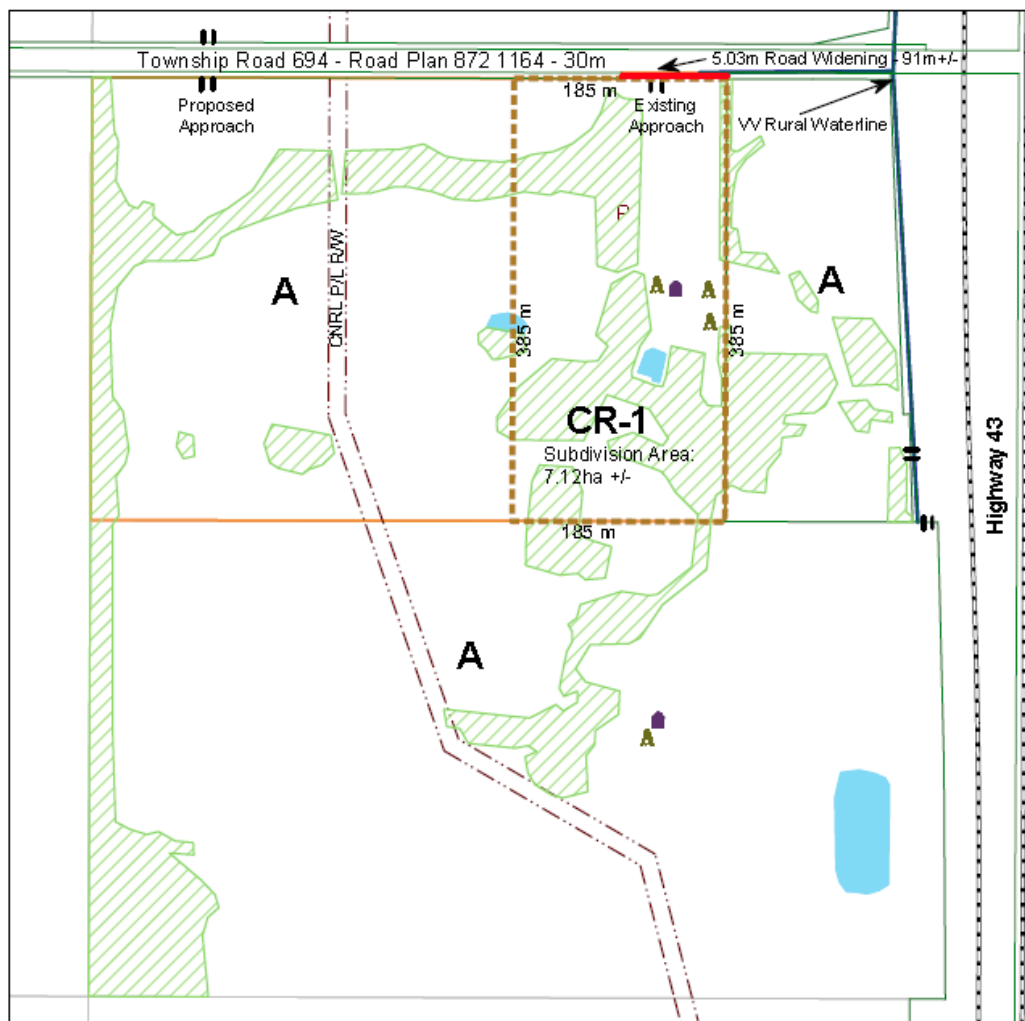 Township Road 694 - Road Plan 872 1164 - 30m
5.03m Road Widening - 91m+/-
185 m
Proposed
Approach
Existing
Approach
VV Rural Waterline
P
CNRL P/L R/W
A
A
A
A
A
385 m
385 m
CR-1
Subdivision Area:
7.12ha +/-
Highway 43
185 m
A
A